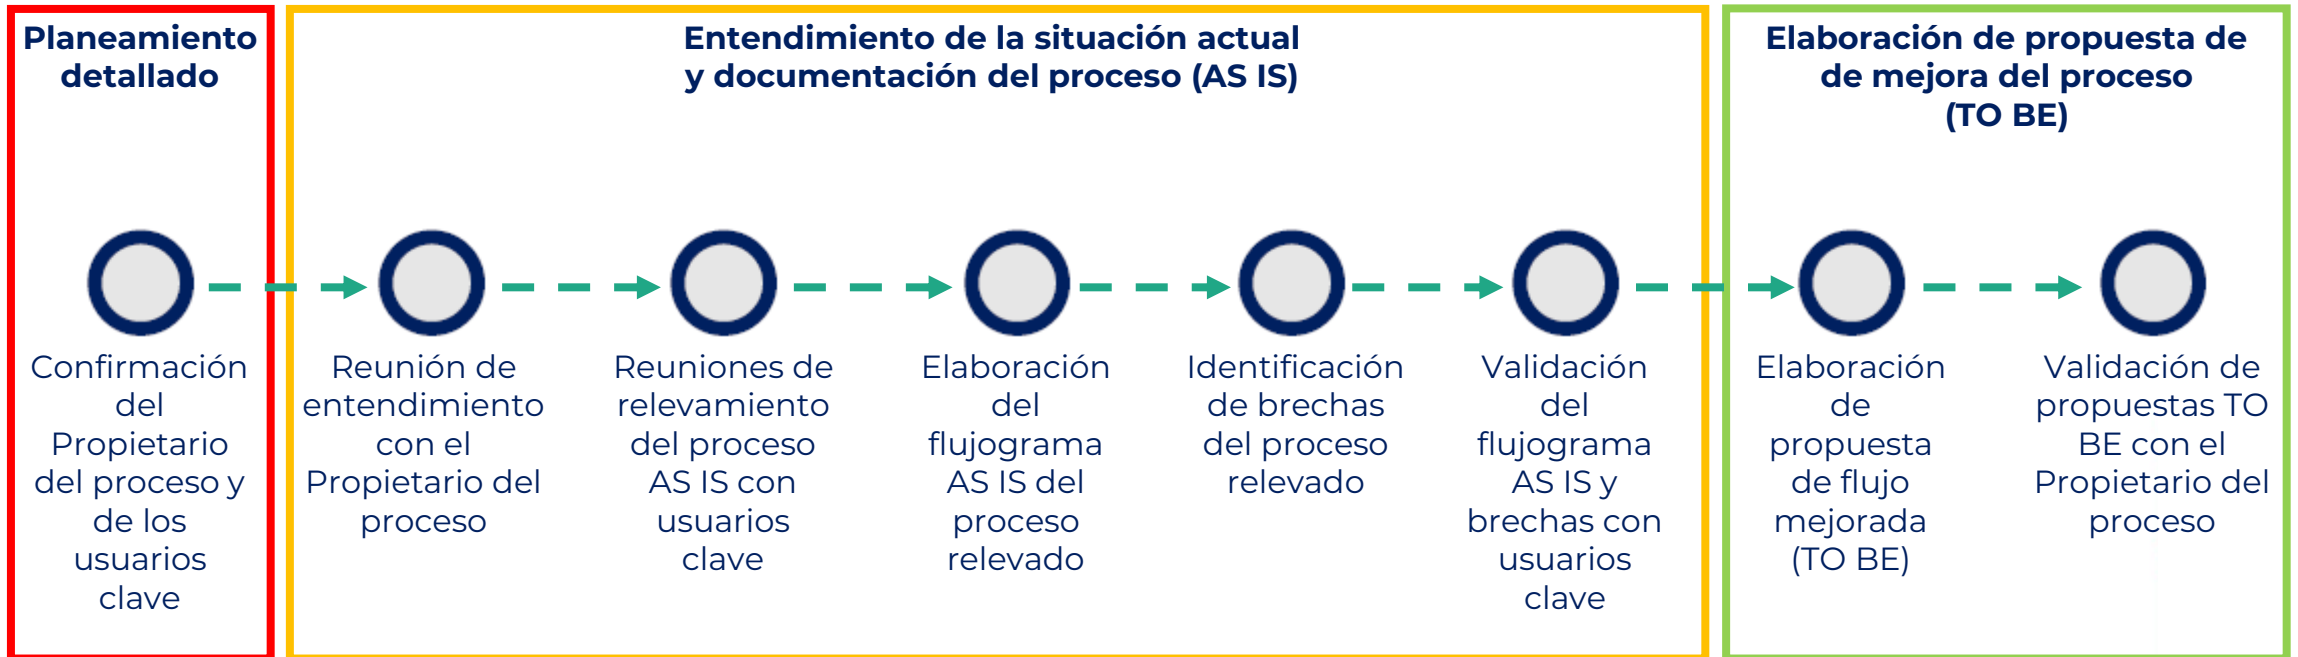 Planeamiento
detallado
Entendimiento de la situación actual
y documentación del proceso (AS IS)
Elaboración de propuesta de
de mejora del proceso
(TO BE)
Confirmación
del
Propietario
del proceso y
de los
usuarios
clave
Reunión de
entendimiento
con el
Propietario del
proceso
Reuniones de
relevamiento
del proceso
AS IS con
usuarios
clave
Elaboración
del
flujograma
AS IS del
proceso
relevado
Identificación
de brechas
del proceso
relevado
Validación
del
flujograma
AS IS y
brechas con
usuarios
clave
Elaboración
de
propuesta
de flujo
mejorada
(TO BE)
Validación de
propuestas TO
BE con el
Propietario del
proceso